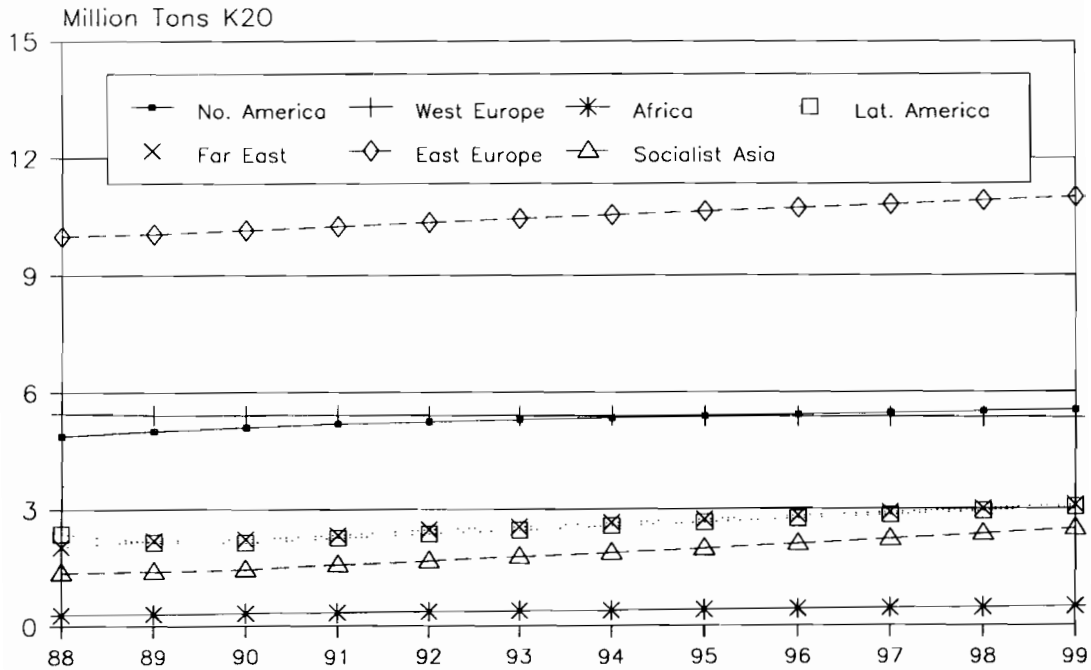 Million Tons K2O
15
No. America West Europe Africa Lat. America
Far East East Europe Socialist Asia
12
9
6
3
0
88 89 90 91 92 93 94 95 96 97 98 99